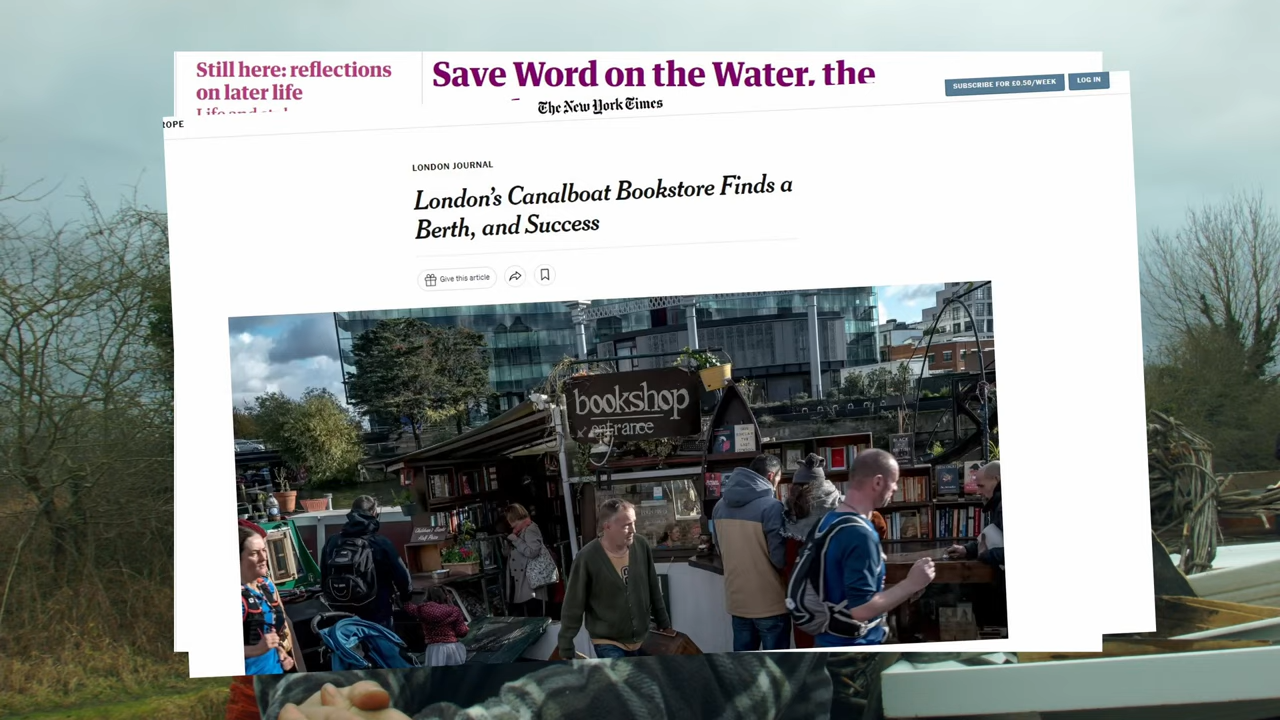 Still here: reflections
on later life
Save Word on the Water, the
SUBSCRIBE FOR £0.50/WEEK
LOG IN
The New York Times
LONDON JOURNAL
London's Canalboat Bookstore Finds a
Berth, and Success
Give this article
bookshop
entrance